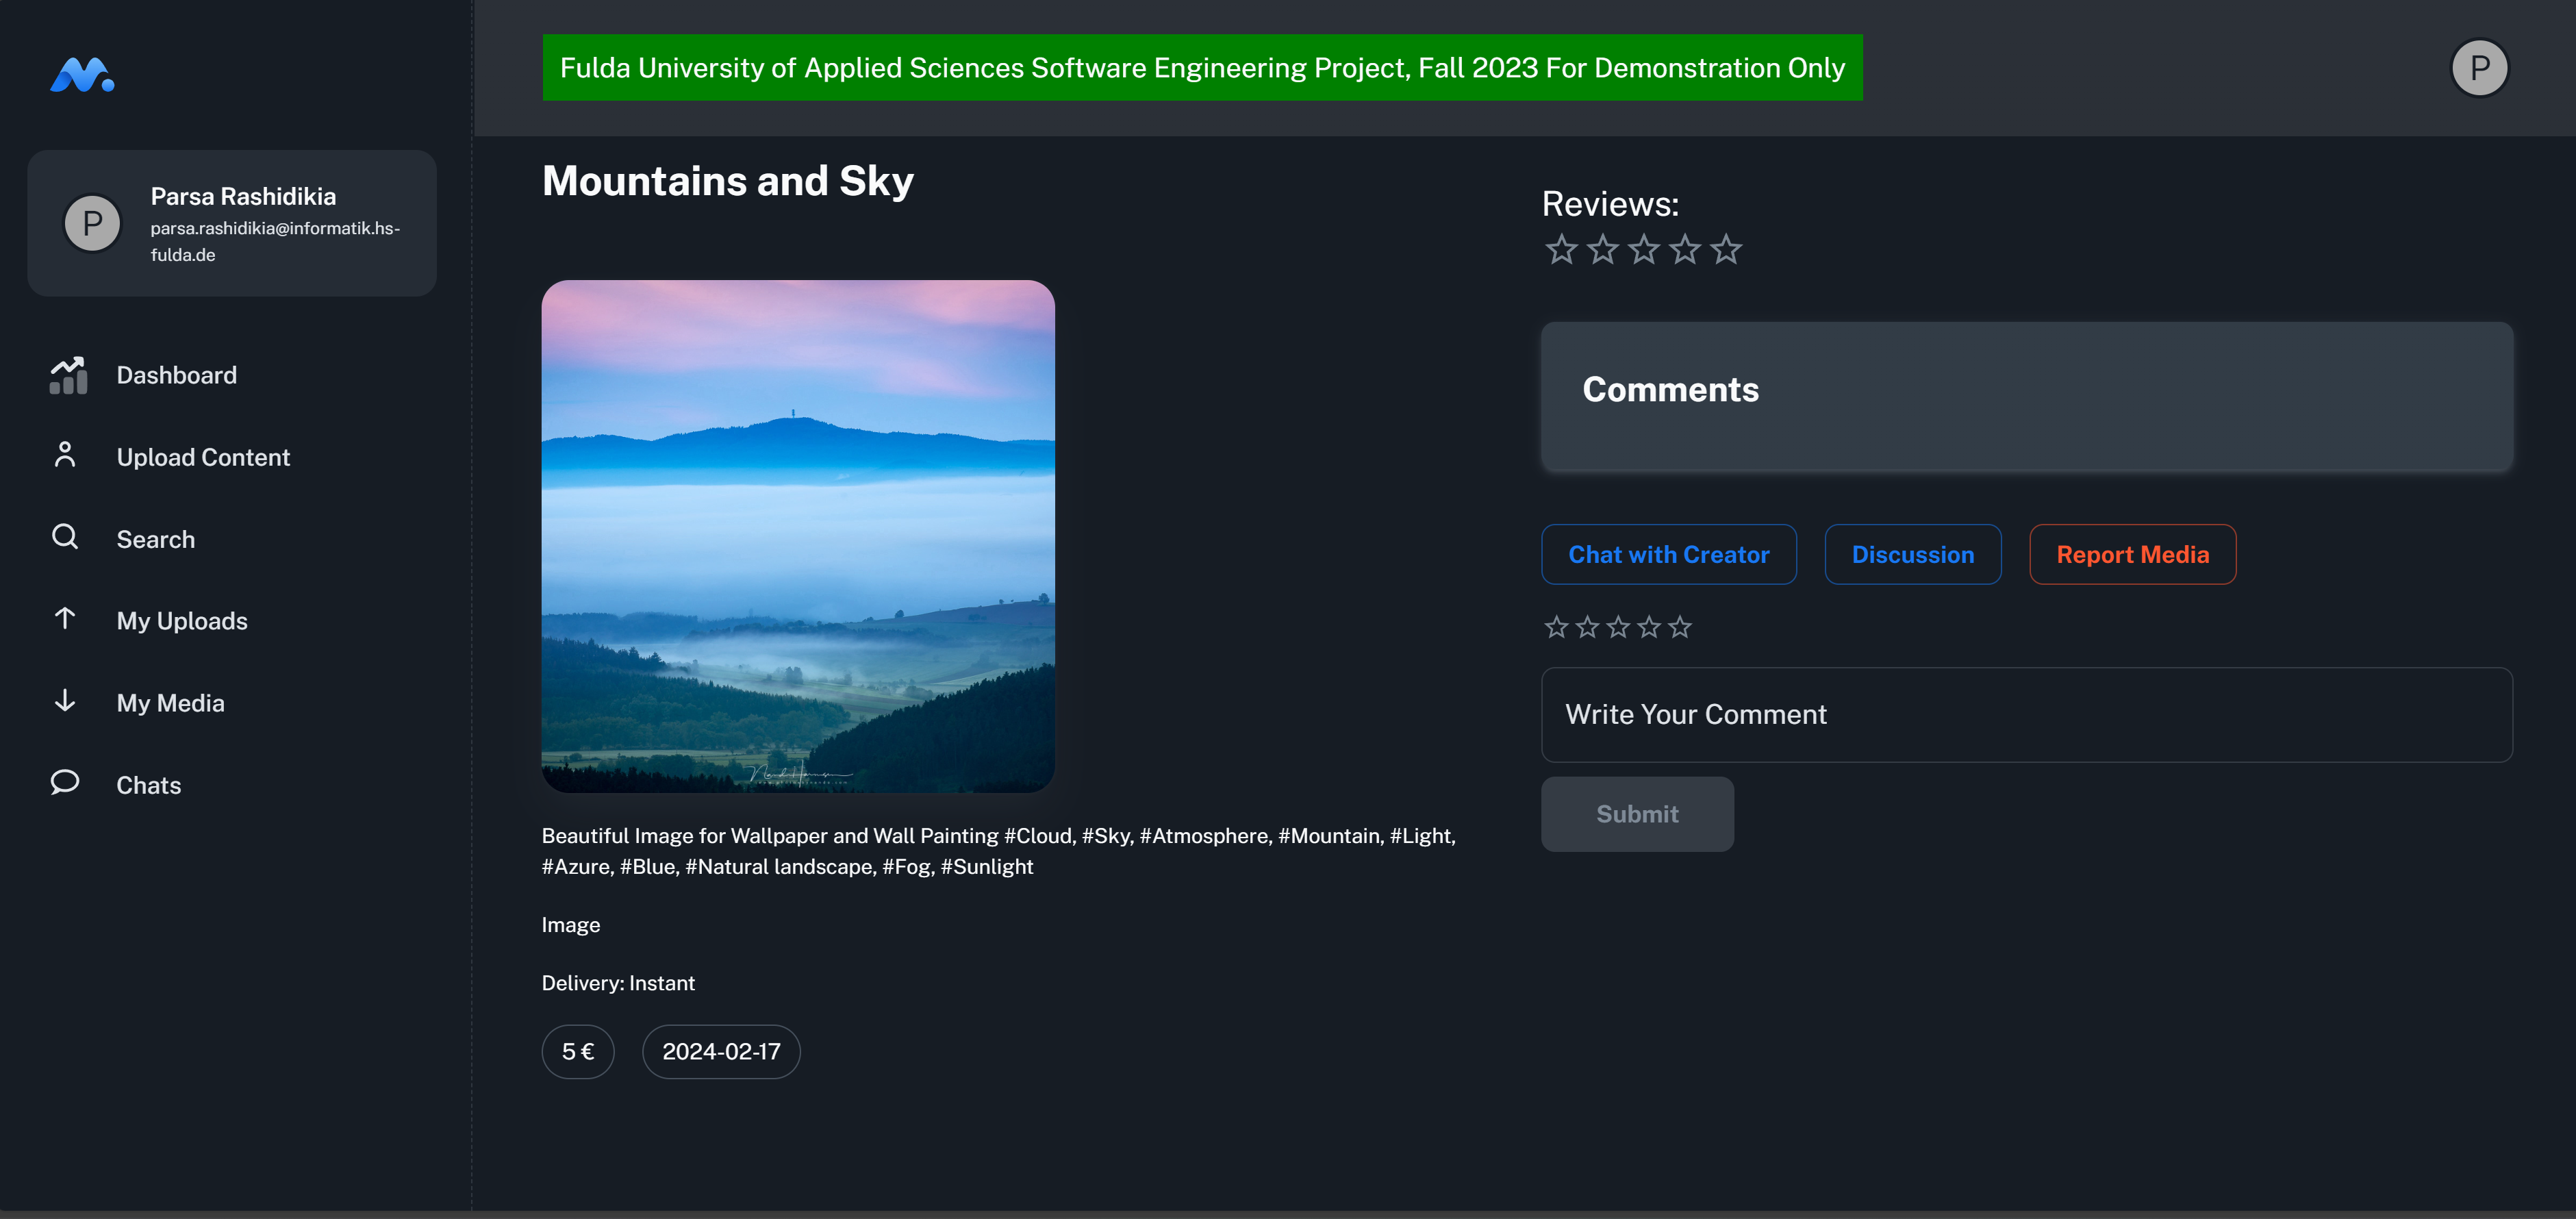 Fulda University of Applied Sciences Software Engineering Project, Fall 2023 For Demonstration Only
P
P
Parsa Rashidikia
parsa.rashidikia@informatik.hs-
fulda.de
Dashboard
Upload Content
Search
My Uploads
My Media
Chats
Mountains and Sky
Beautiful Image for Wallpaper and Wall Painting #Cloud, #Sky, #Atmosphere, #Mountain, #Light,
#Azure, #Blue, #Natural landscape, #Fog, #Sunlight
Image
Delivery: Instant
5 €
2024-02-17
Reviews:
Comments
Chat with Creator
Discussion
Report Media
Write Your Comment
Submit